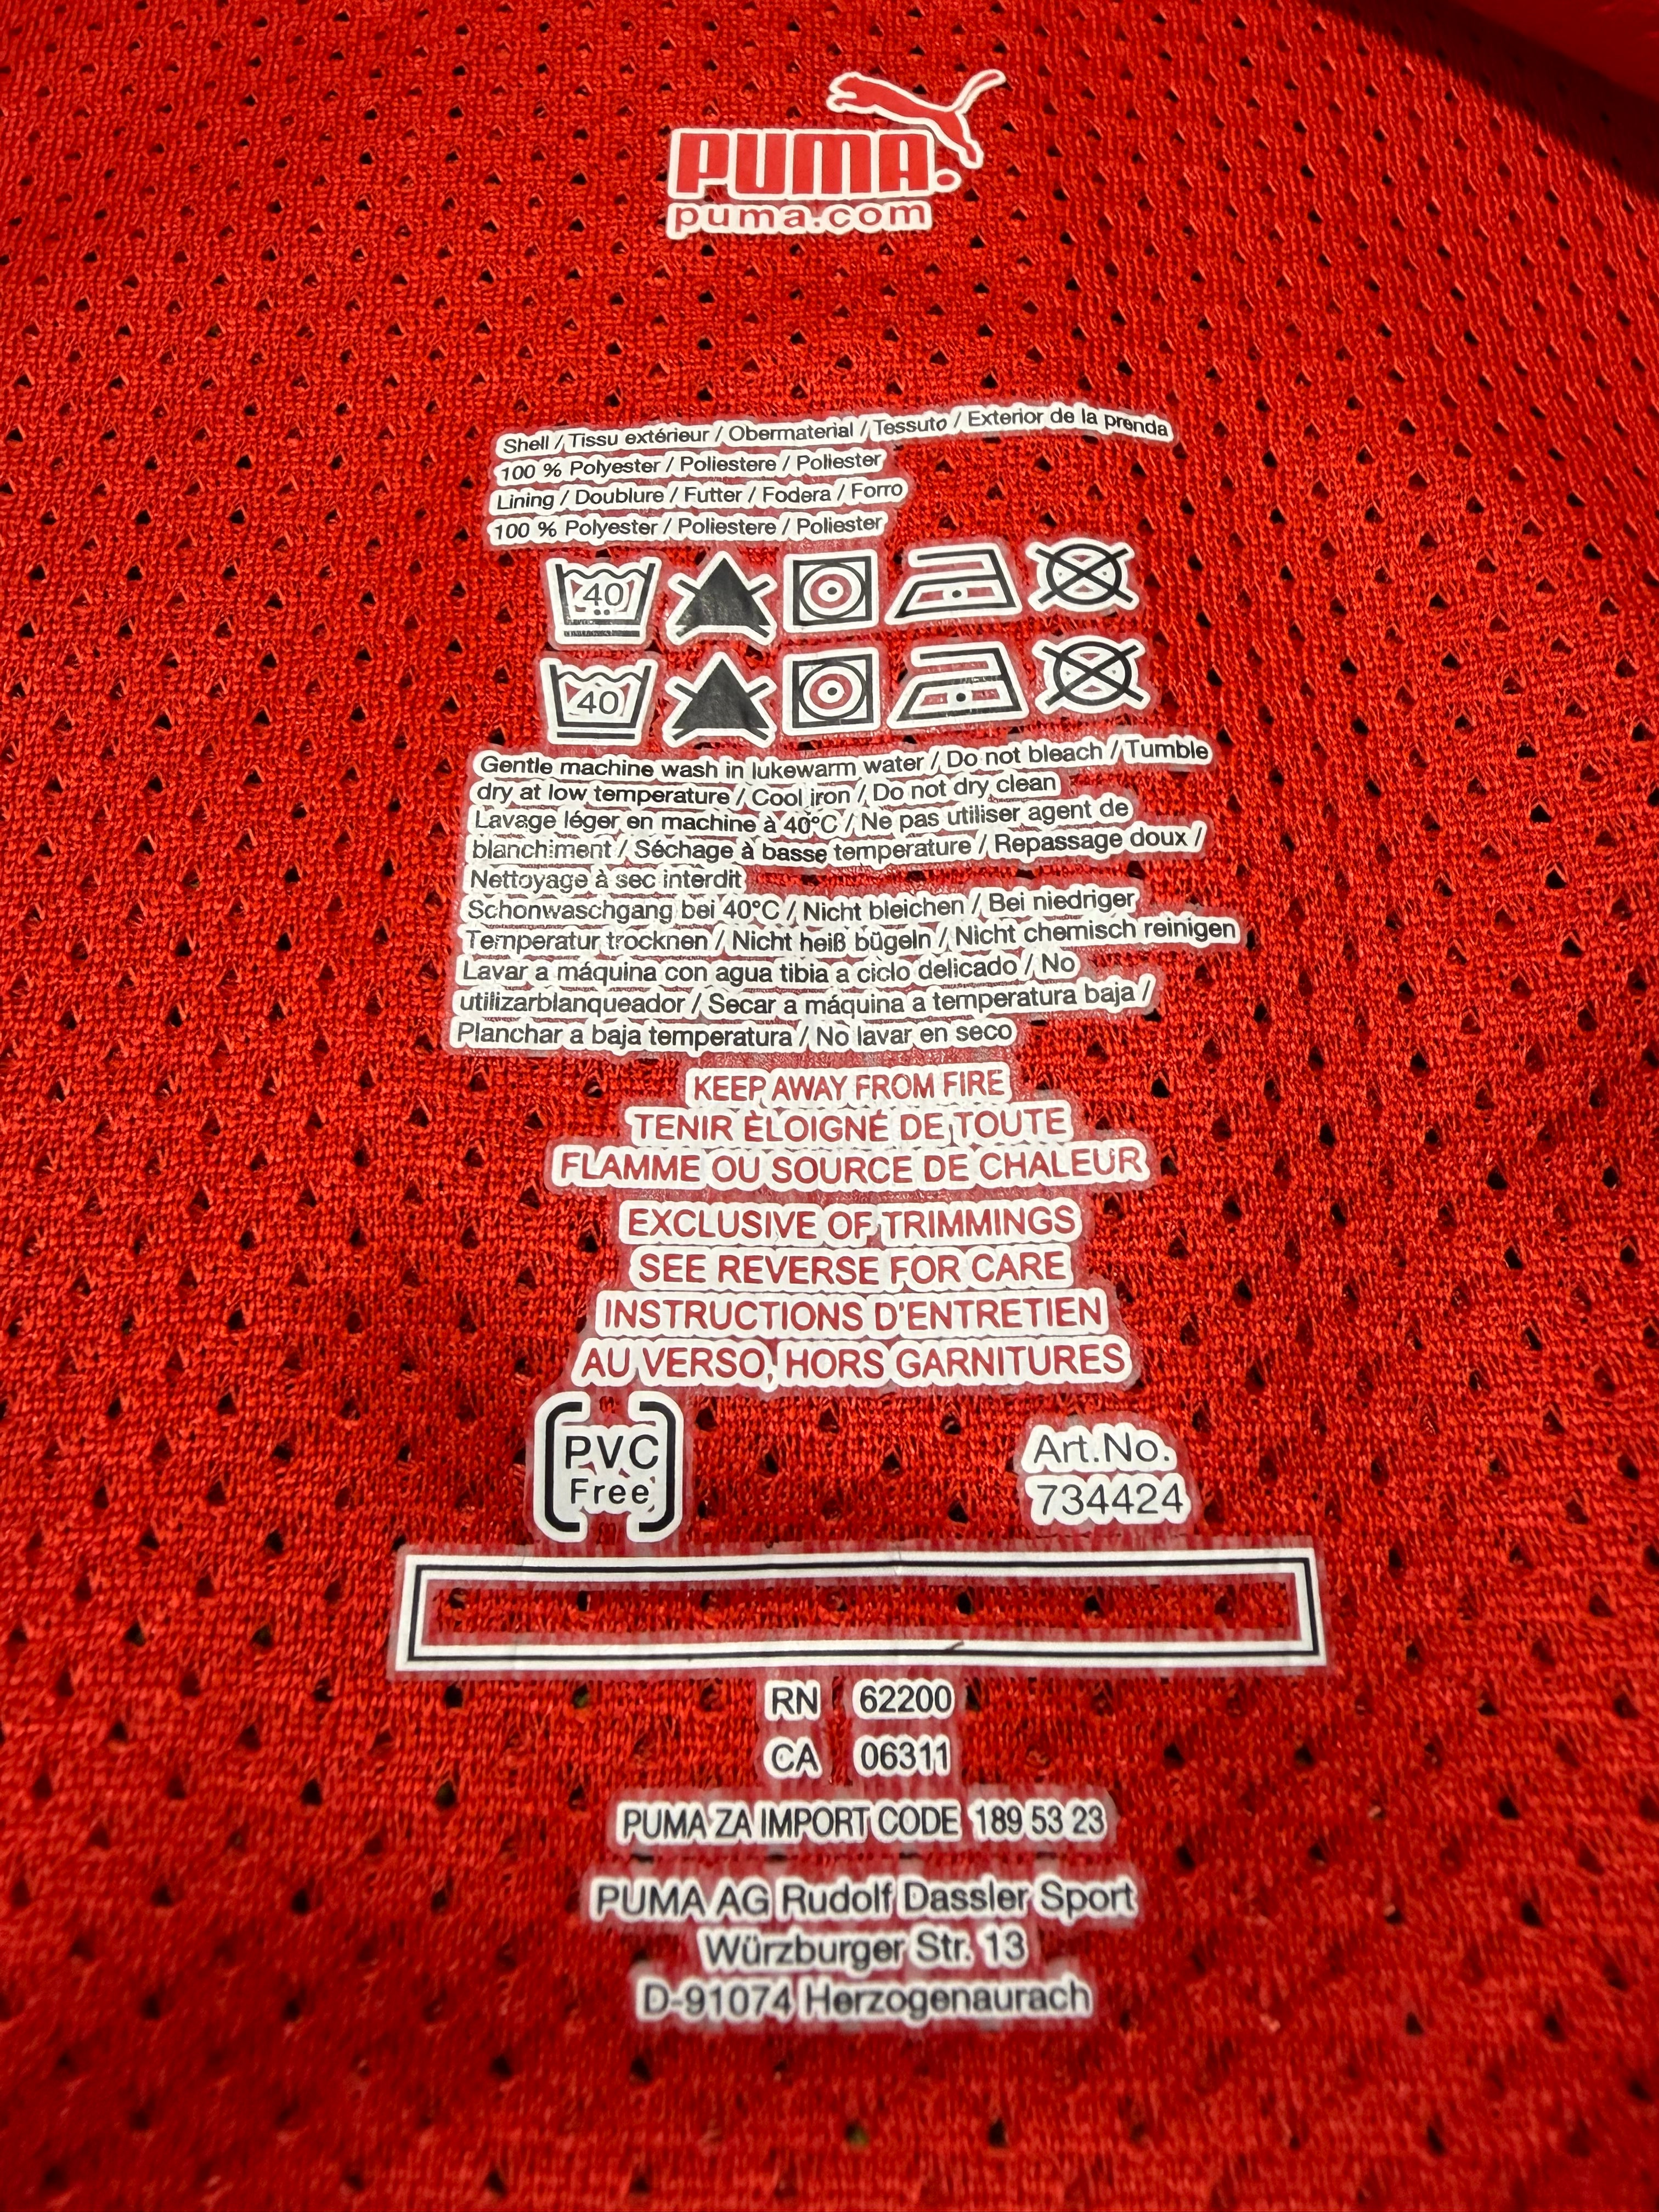 PUMA
puma.com
Shell / Tissu extérieur / Obermaterial / Tessuto / Exterior de la prenda
100 % Polyester / Poliestere / Poliester
Lining / Doublure / Futter / Fodera / Forro
100 % Polyester / Poliestere / Poliester
40
40
Gentle machine wash in lukewarm water / Do not bleach / Tumble
dry at low temperature / Cool iron / Do not dry clean
Lavage léger en machine à 40°C / Ne pas utiliser agent de
blanchiment / Séchage à basse temperature / Repassage doux /
Nettoyage à sec interdit
Schonwaschgang bei 40°C / Nicht bleichen / Bei niedriger
Temperatur trocknen / Nicht heiß bügeln / Nicht chemisch reinigen
Lavar a máquina con agua tibia a ciclo delicado / No
utilizarblanqueador / Secar a máquina a temperatura baja /
Planchar a baja temperatura / No lavar en seco
KEEP AWAY FROM FIRE
TENIR ÈLOIGNÉ DE TOUTE
FLAMME OU SOURCE DE CHALEUR
EXCLUSIVE OF TRIMMINGS
SEE REVERSE FOR CARE
INSTRUCTIONS D'ENTRETIEN
AU VERSO, HORS GARNITURES
PVC
Free
Art.No.
734424
RN 62200
CA 06311
PUMA ZA IMPORT CODE 189 53 23
PUMA AG Rudolf Dassler Sport
Würzburger Str. 13
D-91074 Herzogenaurach